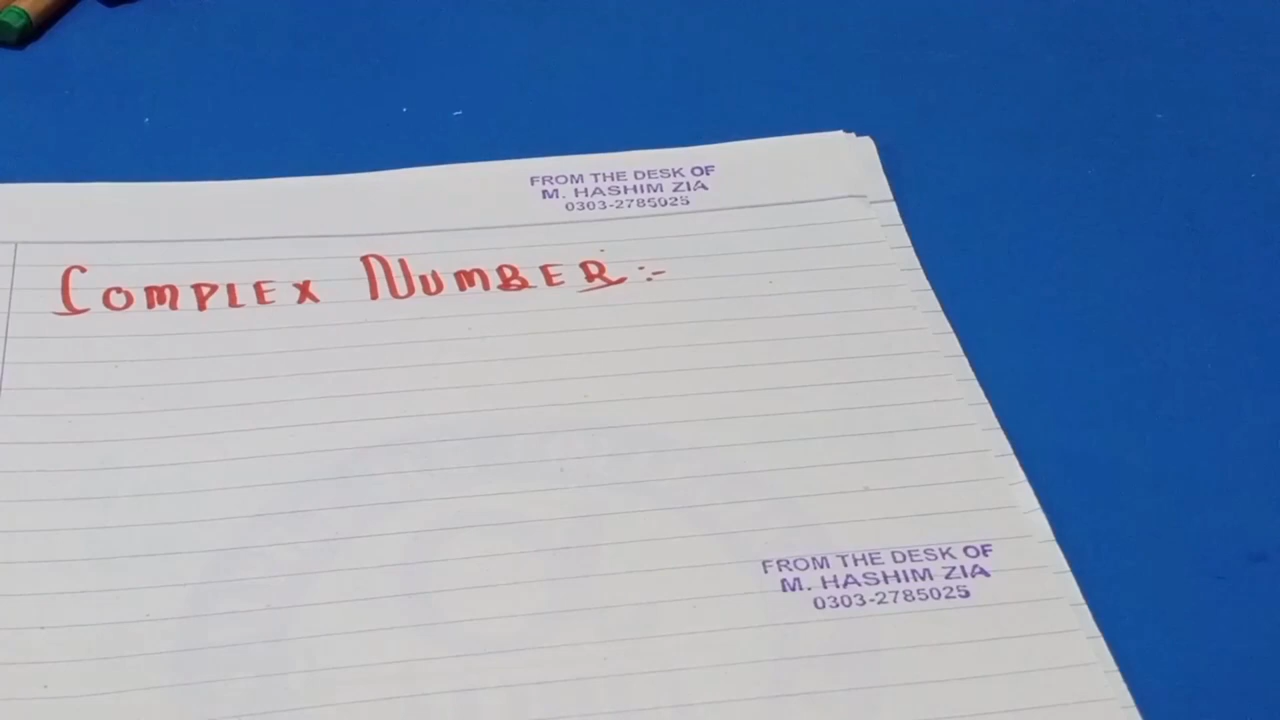 FROM THE DESK OF
M. HASHIM ZIA
0303-2785025
COMPLEX NUMBER:-
FROM THE DESK OF
M. HASHIM ZIA
0303-2785025